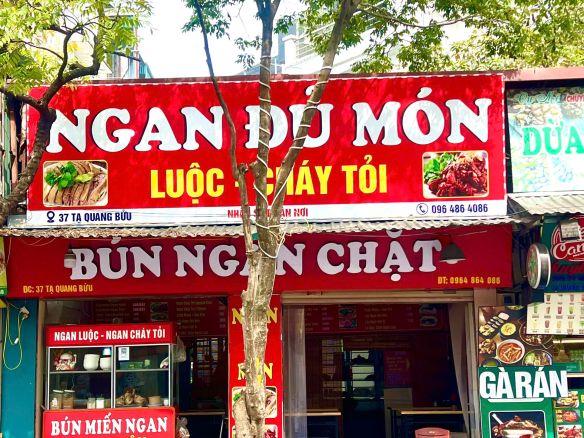 NGAN ĐỦ MÓN
LUỘC - CHÁY TỎI
37 TẠ QUANG BỬU
096 486 4086
BÚN NGAN CHẶT
ĐC: 37 TẠ QUANG BỬU
ĐT: 0964 864 086
NGAN LUỘC - NGAN CHÁY TỎI
BÚN MIẾN NGAN
DỪA
GÀ RÁN